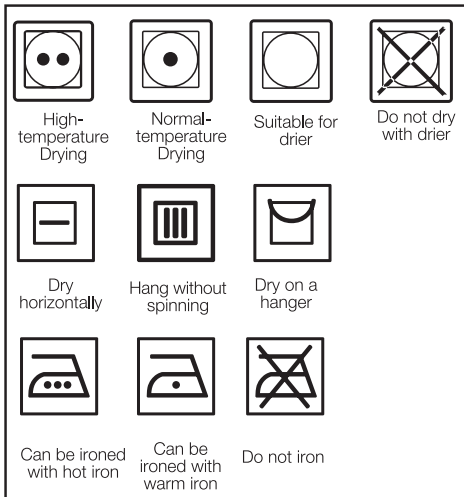 High-
temperature
Drying
Normal-
temperature
Drying
Suitable for
drier
Do not dry
with drier
Dry
horizontally
Hang without
spinning
Dry on a
hanger
Can be ironed
with hot iron
Can be
ironed with
warm iron
Do not iron